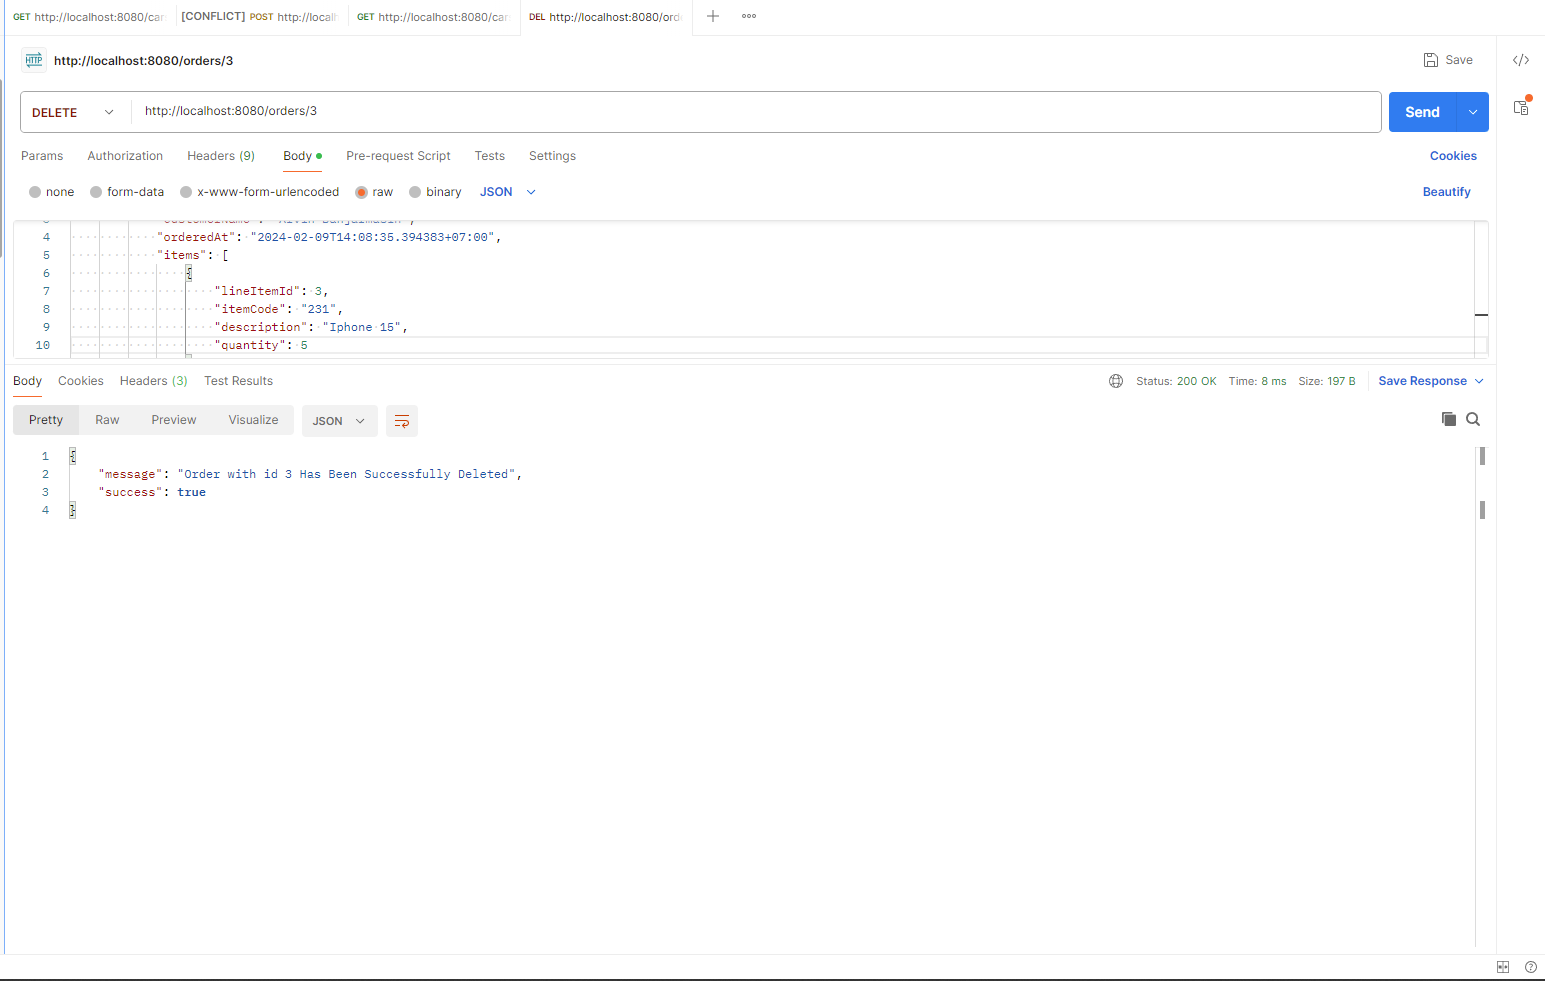 GET http://localhost:8080/car
[CONFLICT] POST http://localh
GET http://localhost:8080/car
DEL http://localhost:8080/ord
HTTP http://localhost:8080/orders/3
Save
DELETE http://localhost:8080/orders/3
Send
Params Authorization Headers (9) Body Pre-request Script Tests Settings Cookies
none form-data x-www-form-urlencoded raw binary JSON Beautify
4 "orderedAt": "2024-02-09T14:08:35.394383+07:00",
5 "items": [
6 {
7 "lineItemId": 3,
8 "itemCode": "231",
9 "description": "Iphone 15",
10 "quantity": 5
Body Cookies Headers (3) Test Results Status: 200 OK Time: 8 ms Size: 197 B Save Response
Pretty Raw Preview Visualize JSON
1 {
2 "message": "Order with id 3 Has Been Successfully Deleted",
3 "success": true
4 }